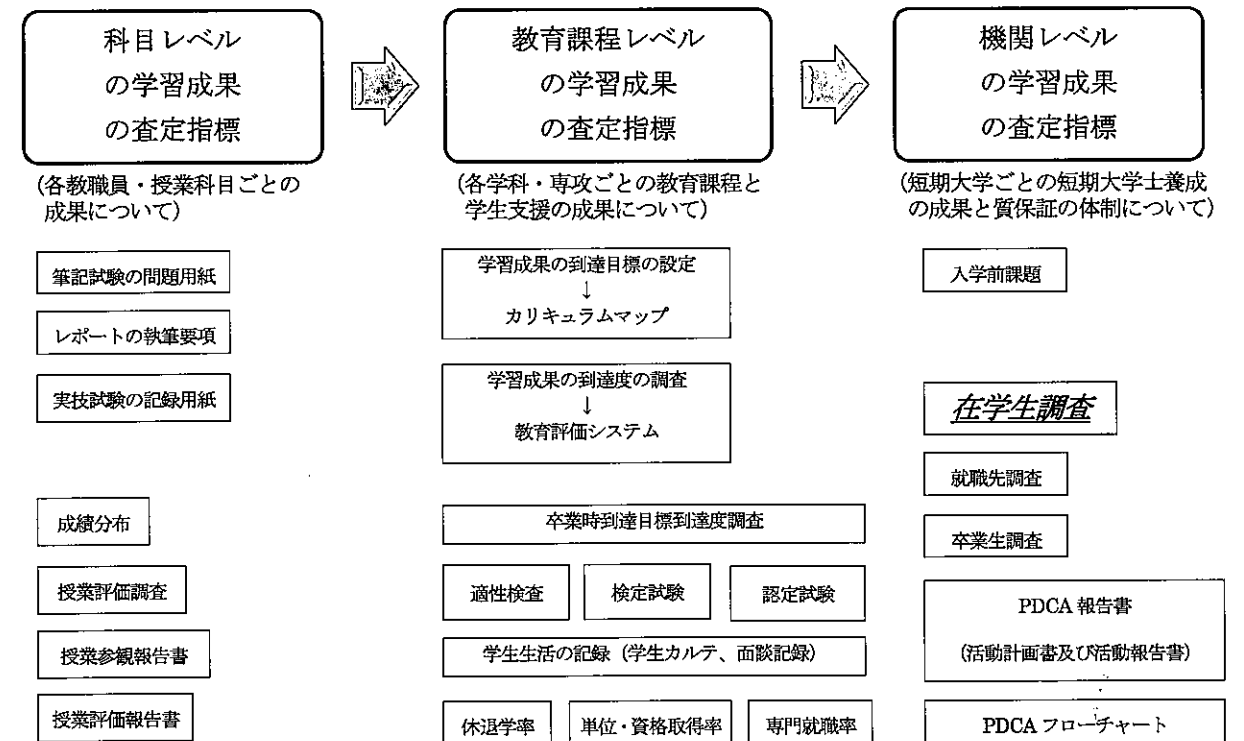 科目レベル
の学習成果
の査定指標
教育課程レベル
の学習成果
の査定指標
機関レベル
の学習成果
の査定指標
(各教職員・授業科目ごとの
成果について)
(各学科・専攻ごとの教育課程と
学生支援の成果について)
(短期大学ごとの短期大学士養成
の成果と質保証の体制について)
筆記試験の問題用紙
レポートの執筆要項
実技試験の記録用紙
成績分布
授業評価調査
授業参観報告書
授業評価報告書
学習成果の到達目標の設定
↓
カリキュラムマップ
学習成果の到達度の調査
↓
教育評価システム
卒業時到達目標到達度調査
適性検査
検定試験
認定試験
学生生活の記録（学生カルテ、面談記録）
休退学率
単位・資格取得率
専門就職率
入学前課題
在学生調査
就職先調査
卒業生調査
PDCA 報告書
(活動計画書及び活動報告書)
PDCA フローチャート